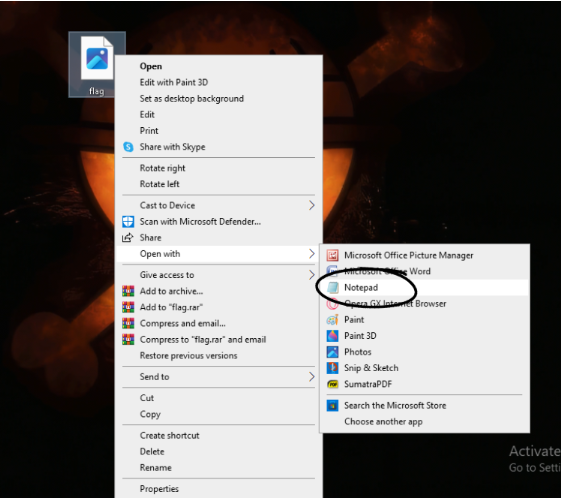 flag
Open
Edit with Paint 3D
Set as desktop background
Edit
Print
Share with Skype
Rotate right
Rotate left
Cast to Device
Scan with Microsoft Defender...
Share
Open with
Give access to
Add to archive...
Add to "flag.rar"
Compress and email...
Compress to "flag.rar" and email
Restore previous versions
Send to
Cut
Copy
Create shortcut
Delete
Rename
Properties
Microsoft Office Picture Manager
Microsoft Office Word
Notepad
Opera GX Internet Browser
Paint
Paint 3D
Photos
Snip & Sketch
SumatraPDF
Search the Microsoft Store
Choose another app
Activate
Go to Setti